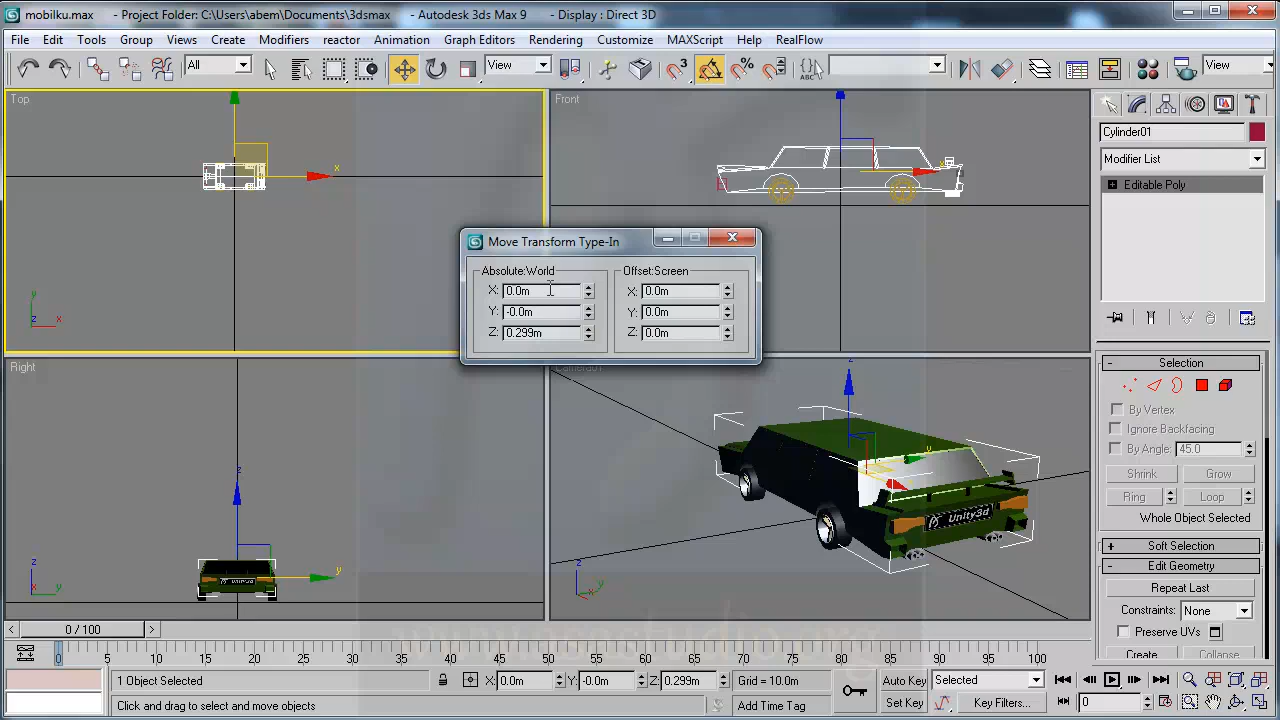 mobilku.max - Project Folder: C:\Users\abem\Documents\3dsmax - Autodesk 3ds Max 9 - Display : Direct 3D
File Edit Tools Group Views Create Modifiers reactor Animation Graph Editors Rendering Customize MAXScript Help RealFlow
All View 3 % ABC View
Top
Front
Cylinder01
Modifier List
Editable Poly
x
x
y
x
Move Transform Type-In
Absolute:World Offset:Screen
X: 0.0m X: 0.0m
Y: -0.0m Y: 0.0m
Z: 0.299m Z: 0.0m
Right
Camera01
z
z
y
y
Unity3d
Unity3d
z
y
x
z
x
y
Selection
By Vertex
Ignore Backfacing
By Angle: 45.0
Shrink Grow
Ring Loop
Whole Object Selected
+ Soft Selection
- Edit Geometry
Repeat Last
Constraints: None
Preserve UVs
Create Collapse
0 / 100
0 5 10 15 20 25 30 35 40 45 50 55 60 65 70 75 80 85 90 95 100
1 Object Selected X: 0.0m Y: -0.0m Z: 0.299m Grid = 10.0m Auto Key Selected
Click and drag to select and move objects Add Time Tag Set Key Key Filters... 0